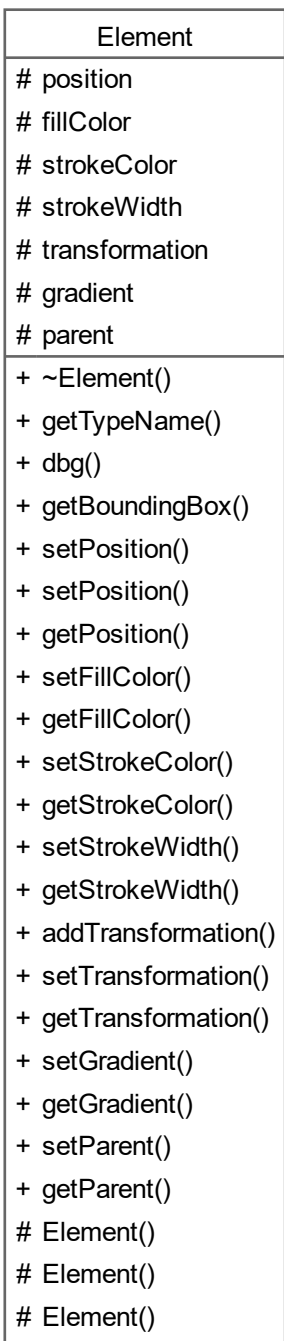 Element
# position
# fillColor
# strokeColor
# strokeWidth
# transformation
# gradient
# parent
+ ~Element()
+ getTypeName()
+ dbg()
+ getBoundingBox()
+ setPosition()
+ setPosition()
+ getPosition()
+ setFillColor()
+ getFillColor()
+ setStrokeColor()
+ getStrokeColor()
+ setStrokeWidth()
+ getStrokeWidth()
+ addTransformation()
+ setTransformation()
+ getTransformation()
+ setGradient()
+ getGradient()
+ setParent()
+ getParent()
# Element()
# Element()
# Element()